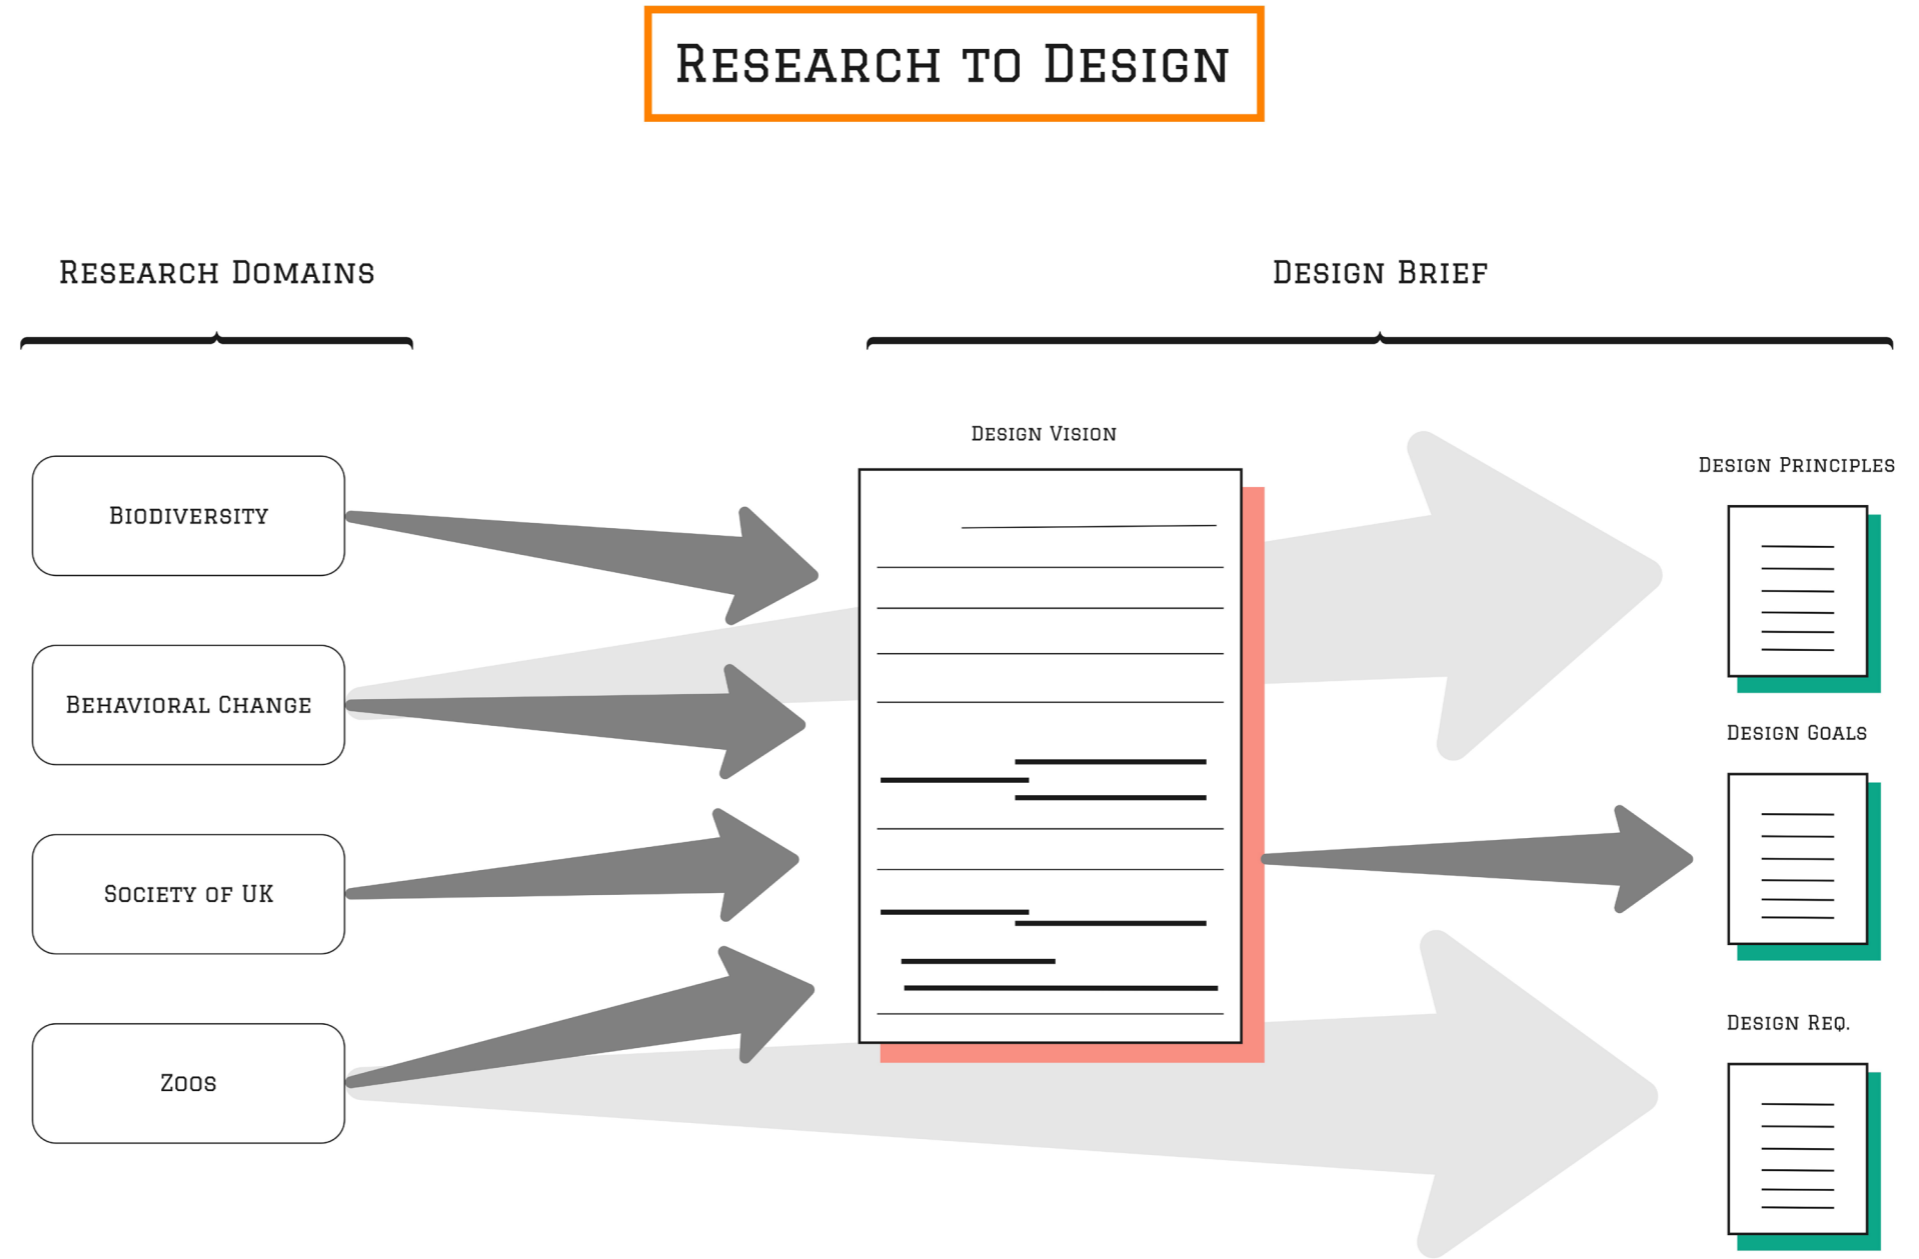 Research to Design
Research Domains
Design Brief
Design Vision
Design Principles
Biodiversity
Behavioral Change
Design Goals
Society of UK
Design Req.
Zoos